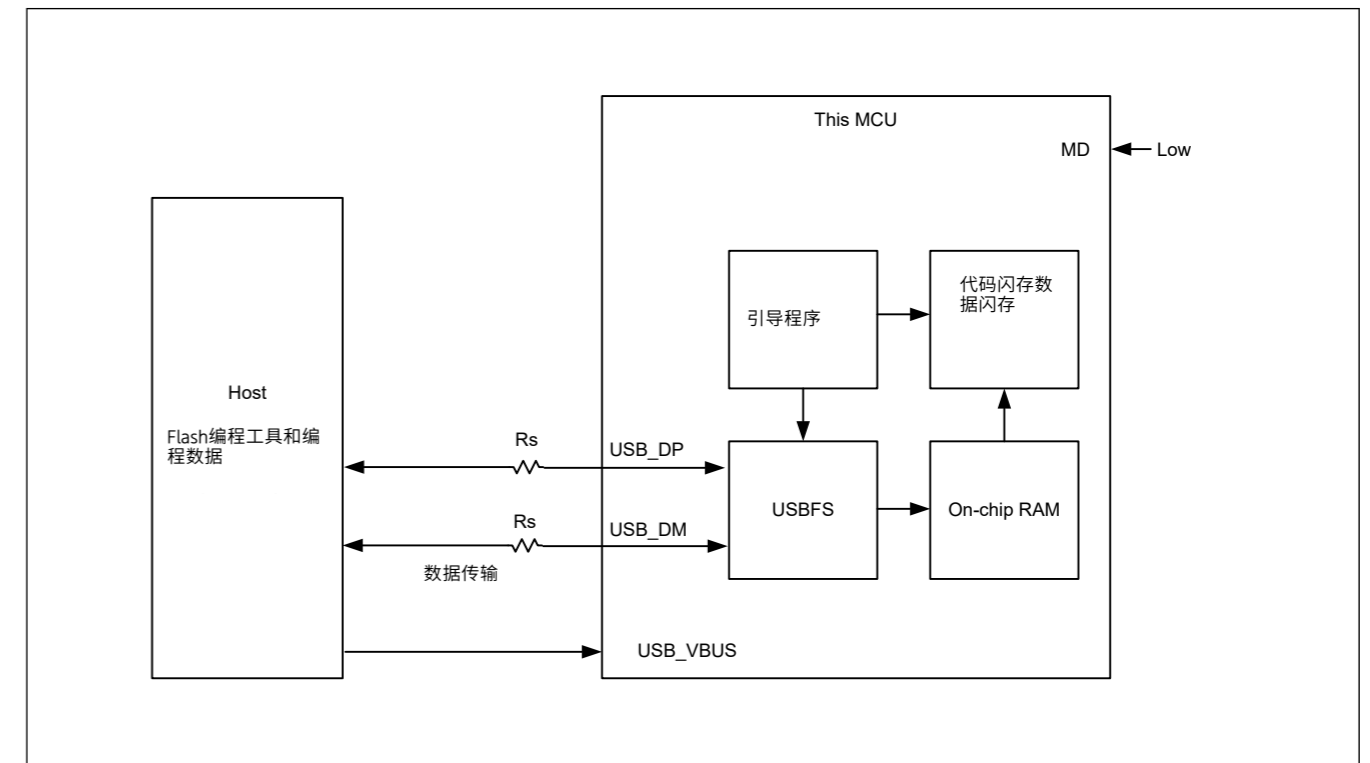 This MCU
MD
Low
代码闪存数
据闪存
引导程序
Host
Flash编程工具和编
程数据
Rs
USB_DP
USBFS
On-chip RAM
Rs
USB_DM
数据传输
USB_VBUS